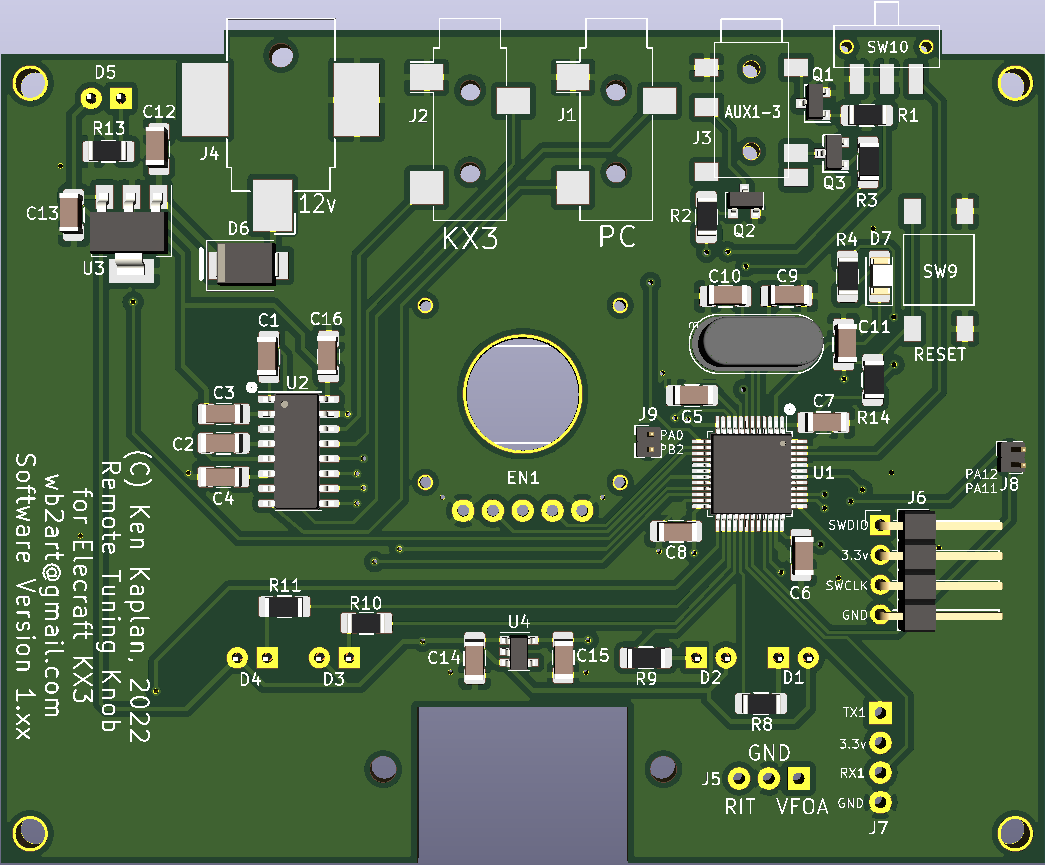 SW10
D5
Q1
C12
J2
J1
AUX1-3
R1
R13
J3
J4
Q3
R3
12v
C13
R2
D6
Q2
KX3
PC
R4
D7
U3
SW9
C10
C9
C1
C16
C11
RESET
U2
C3
C5
C7
R14
J9
PA0
PB2
C2
U1
EN1
PA12
PA11
J8
C4
J6
SWDIO
3.3v
SWCLK
GND
C8
C6
(C) Ken Kaplan, 2022
Remote Tuning Knob
for Elecraft KX3
wb2art@gmail.com
Software Version 1.xx
R11
R10
U4
C14
C15
D4
D3
R9
D2
D1
R8
TX1
3.3v
RX1
GND
J7
GND
J5
RIT
VFOA